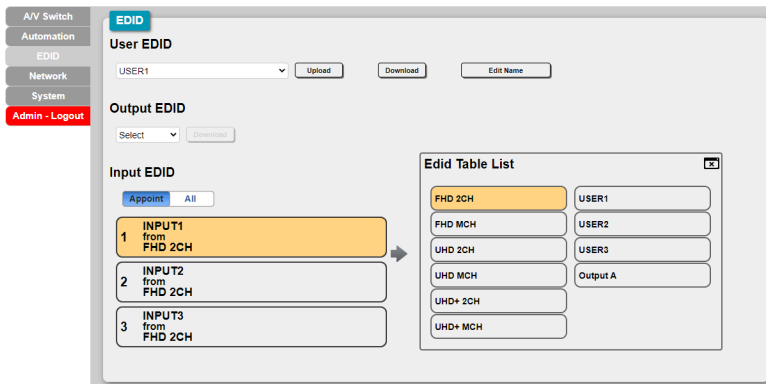 A/V Switch
Automation
EDID
Network
System
Admin - Logout
EDID
User EDID
USER1
Upload
Download
Edit Name
Output EDID
Select
Download
Input EDID
Appoint
All
1
INPUT1
from
FHD 2CH
2
INPUT2
from
FHD 2CH
3
INPUT3
from
FHD 2CH
Edid Table List
FHD 2CH
USER1
FHD MCH
USER2
UHD 2CH
USER3
UHD MCH
Output A
UHD+ 2CH
UHD+ MCH